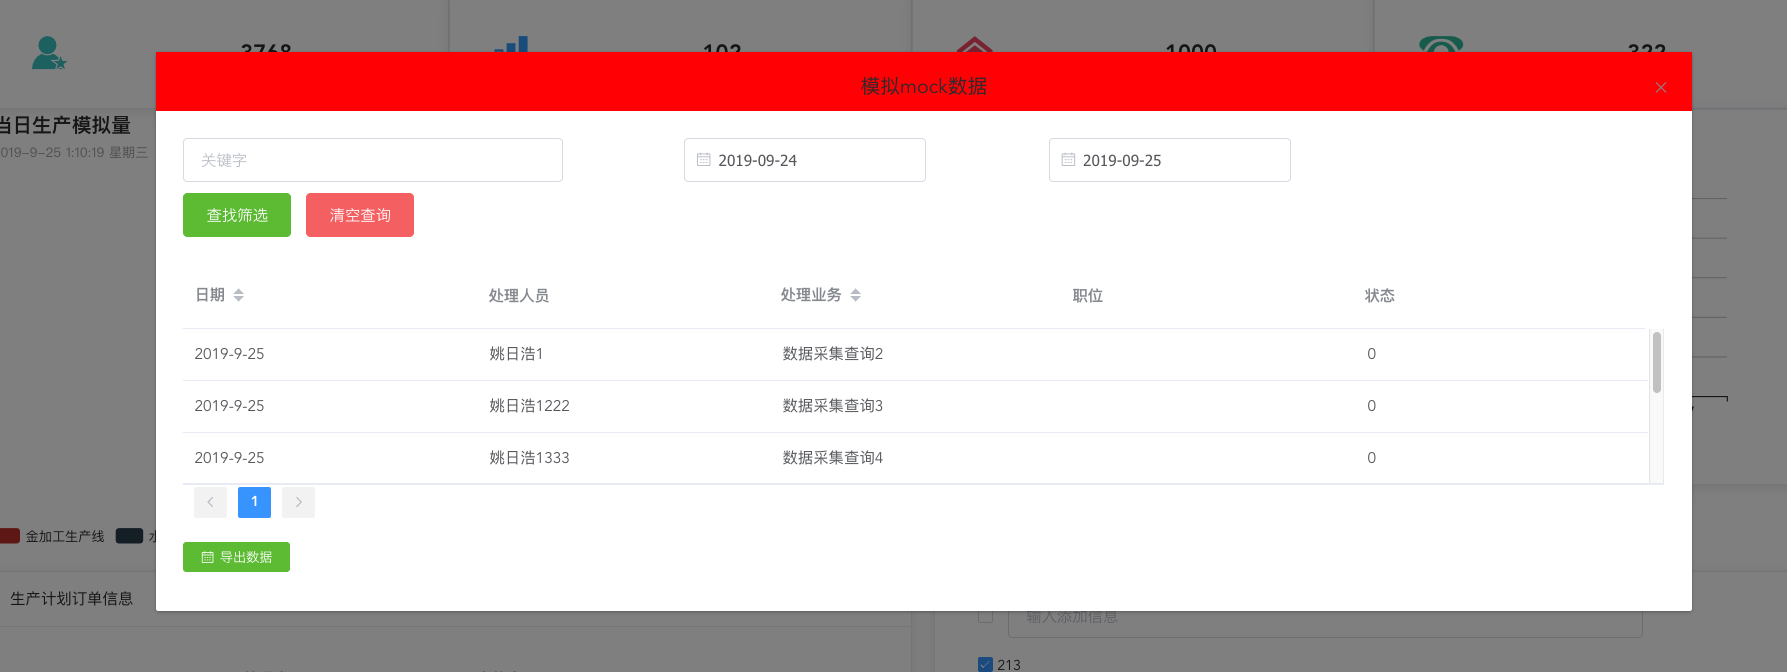 3768
102
1000
322
模拟mock数据
当日生产模拟量
019-9-25 1:10:19 星期三
关键字
2019-09-24
2019-09-25
查找筛选
清空查询
日期 处理人员 处理业务 职位 状态
2019-9-25 姚日浩1 数据采集查询2 0
2019-9-25 姚日浩1222 数据采集查询3 0
2019-9-25 姚日浩1333 数据采集查询4 0
1
金加工生产线
导出数据
生产计划订单信息
输入添加信息
213